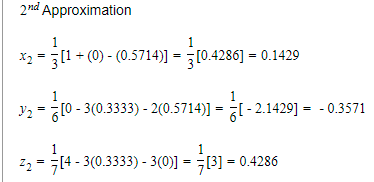 2nd Approximation
x2 = 1/3[1 + (0) - (0.5714)] = 1/3[0.4286] = 0.1429
y2 = 1/6[0 - 3(0.3333) - 2(0.5714)] = 1/6[ - 2.1429] = - 0.3571
z2 = 1/7[4 - 3(0.3333) - 3(0)] = 1/7[3] = 0.4286